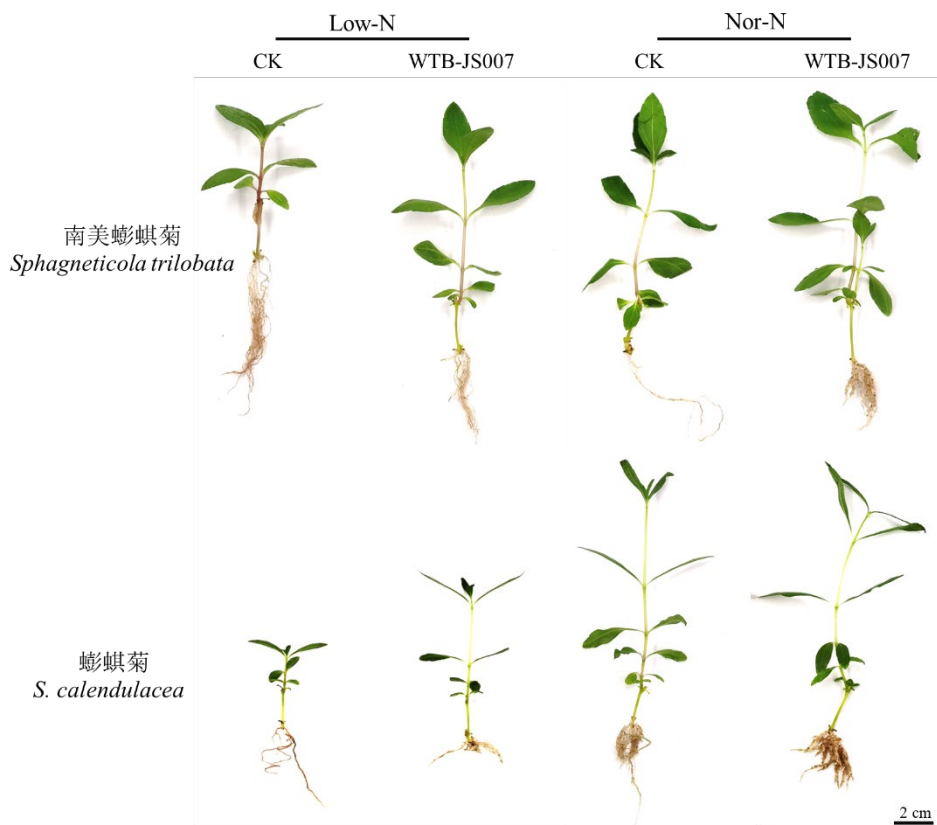 Low-N
Nor-N
CK
WTB-JS007
CK
WTB-JS007
南美蟛蜞菊
Sphagneticola trilobata
蟛蜞菊
S. calendulacea
2 cm